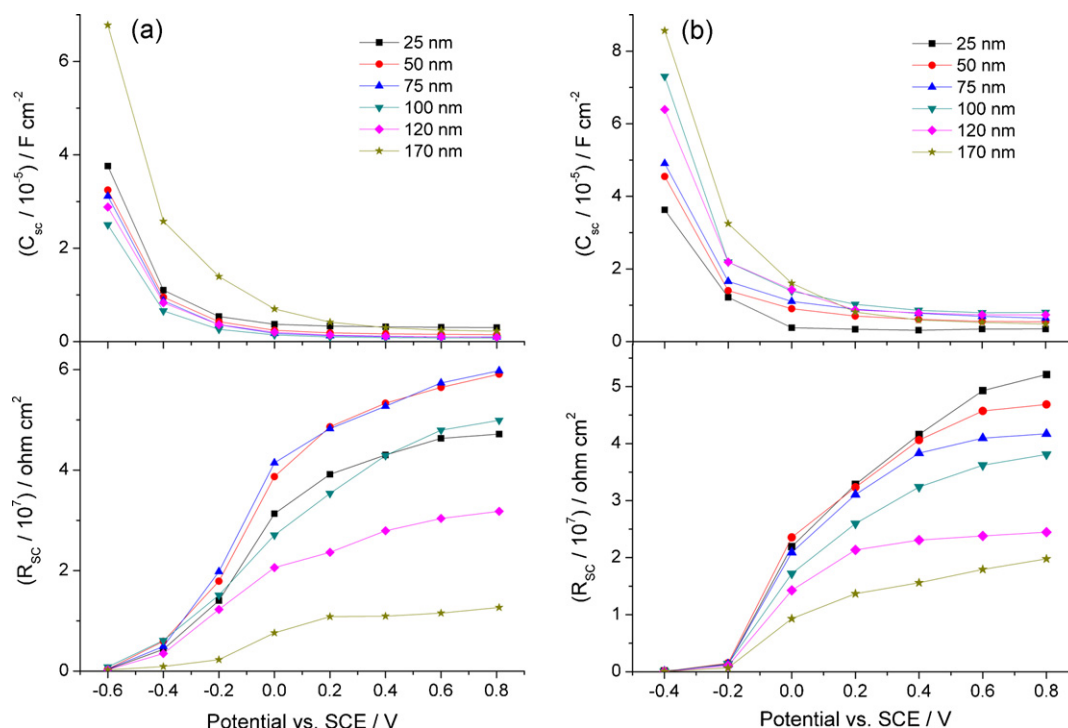 (a)
25 nm
50 nm
75 nm
100 nm
120 nm
170 nm
(C_sc / 10^-5) / F cm^-2
6
4
2
0
(R_SC / 10^7) / ohm cm^2
6
4
2
0
-0.6 -0.4 -0.2 0.0 0.2 0.4 0.6 0.8
Potential vs. SCE / V
(b)
25 nm
50 nm
75 nm
100 nm
120 nm
170 nm
(C_sc / 10^-5) / F cm^-2
8
6
4
2
0
(R_SC / 10^7) / ohm cm^2
5
4
3
2
1
0
-0.4 -0.2 0.0 0.2 0.4 0.6 0.8
Potential vs. SCE / V